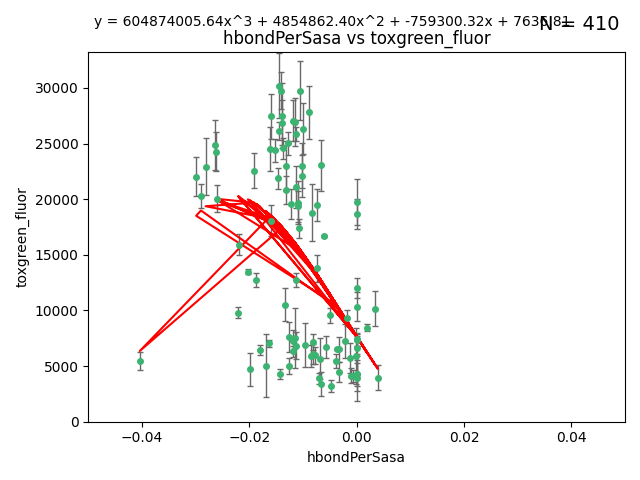 y = 604874005.64x^3 + 4854862.40x^2 + -759300.32x + 7636.81
N = 410
hbondPerSasa vs toxgreen_fluor
30000
25000
20000
15000
10000
5000
0
toxgreen_fluor
−0.04 −0.02 0.00 0.02 0.04
hbondPerSasa